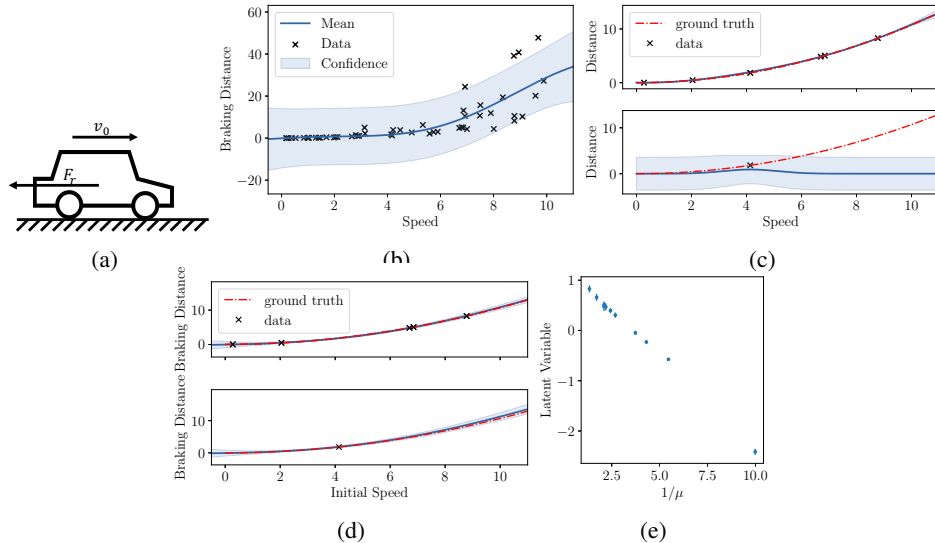 v₀
F_r
(a)
Braking Distance
60
40
20
0
−20
Mean
Data
Confidence
0 2 4 6 8 10
Speed
(b)
Distance
10
0
ground truth
data
Distance
10
0
0 2 4 6 8 10
Speed
(c)
Braking Distance
10
0
ground truth
data
Braking Distance
10
0
0 2 4 6 8 10
Initial Speed
(d)
Latent Variable
1
0
−1
−2
2.5 5.0 7.5 10.0
1/μ
(e)